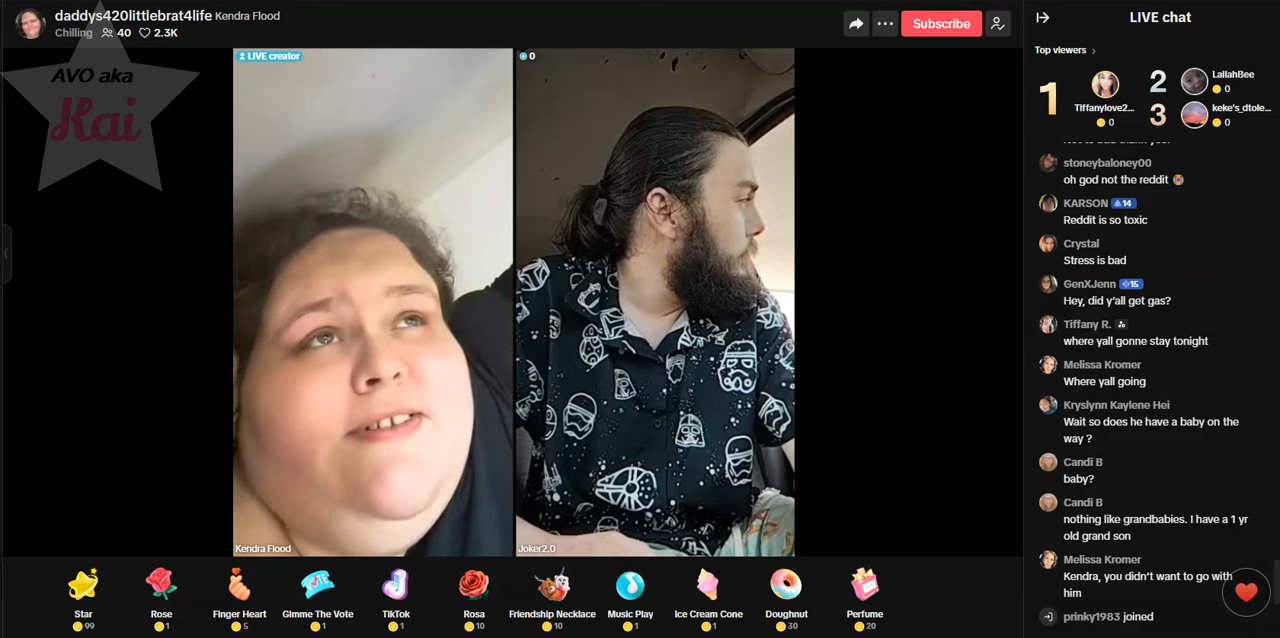 daddys420littlebrat4life Kendra Flood
Chilling 40 2.3K
Subscribe
AVO aka
Kai
LIVE creator
0
Kendra Flood
Joker2.0
Star
99
Rose
1
Finger Heart
5
Gimme The Vote
1
TikTok
1
Rosa
10
Friendship Necklace
10
Music Play
1
Ice Cream Cone
1
Doughnut
30
Perfume
20
LIVE chat
Top viewers
1
Tiffanylove2...
0
2
LailahBee
0
3
keke's_dtole...
0
stoneybaloney00
oh god not the reddit
KARSON 14
Reddit is so toxic
Crystal
Stress is bad
GenXJenn 15
Hey, did y'all get gas?
Tiffany R.
where yall gonne stay tonight
Melissa Kromer
Where yall going
Kryslynn Kaylene Hei
Wait so does he have a baby on the
way ?
Candi B
baby?
Candi B
nothing like grandbabies. I have a 1 yr
old grand son
Melissa Kromer
Kendra, you didn't want to go with
him
prinky1983 joined